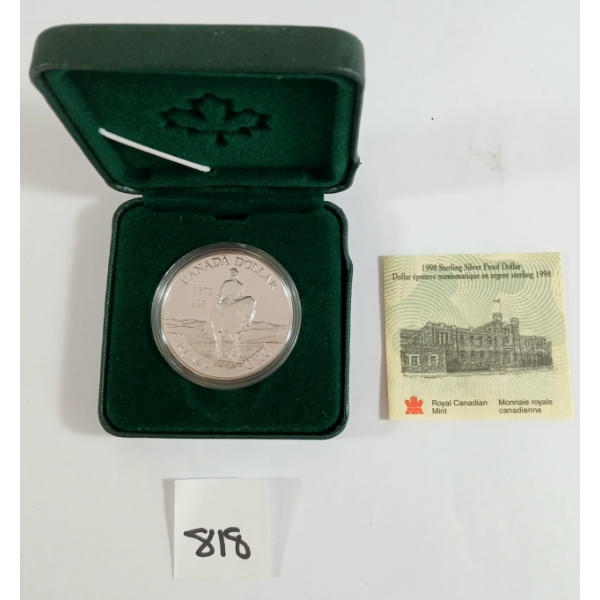 CANADA DOLLAR
1873
1998
1998 Sterling Silver Proof Dollar
Dollar épreuve numismatique en argent sterling 1998
Royal Canadian
Mint
Monnaie royale
canadienne
818